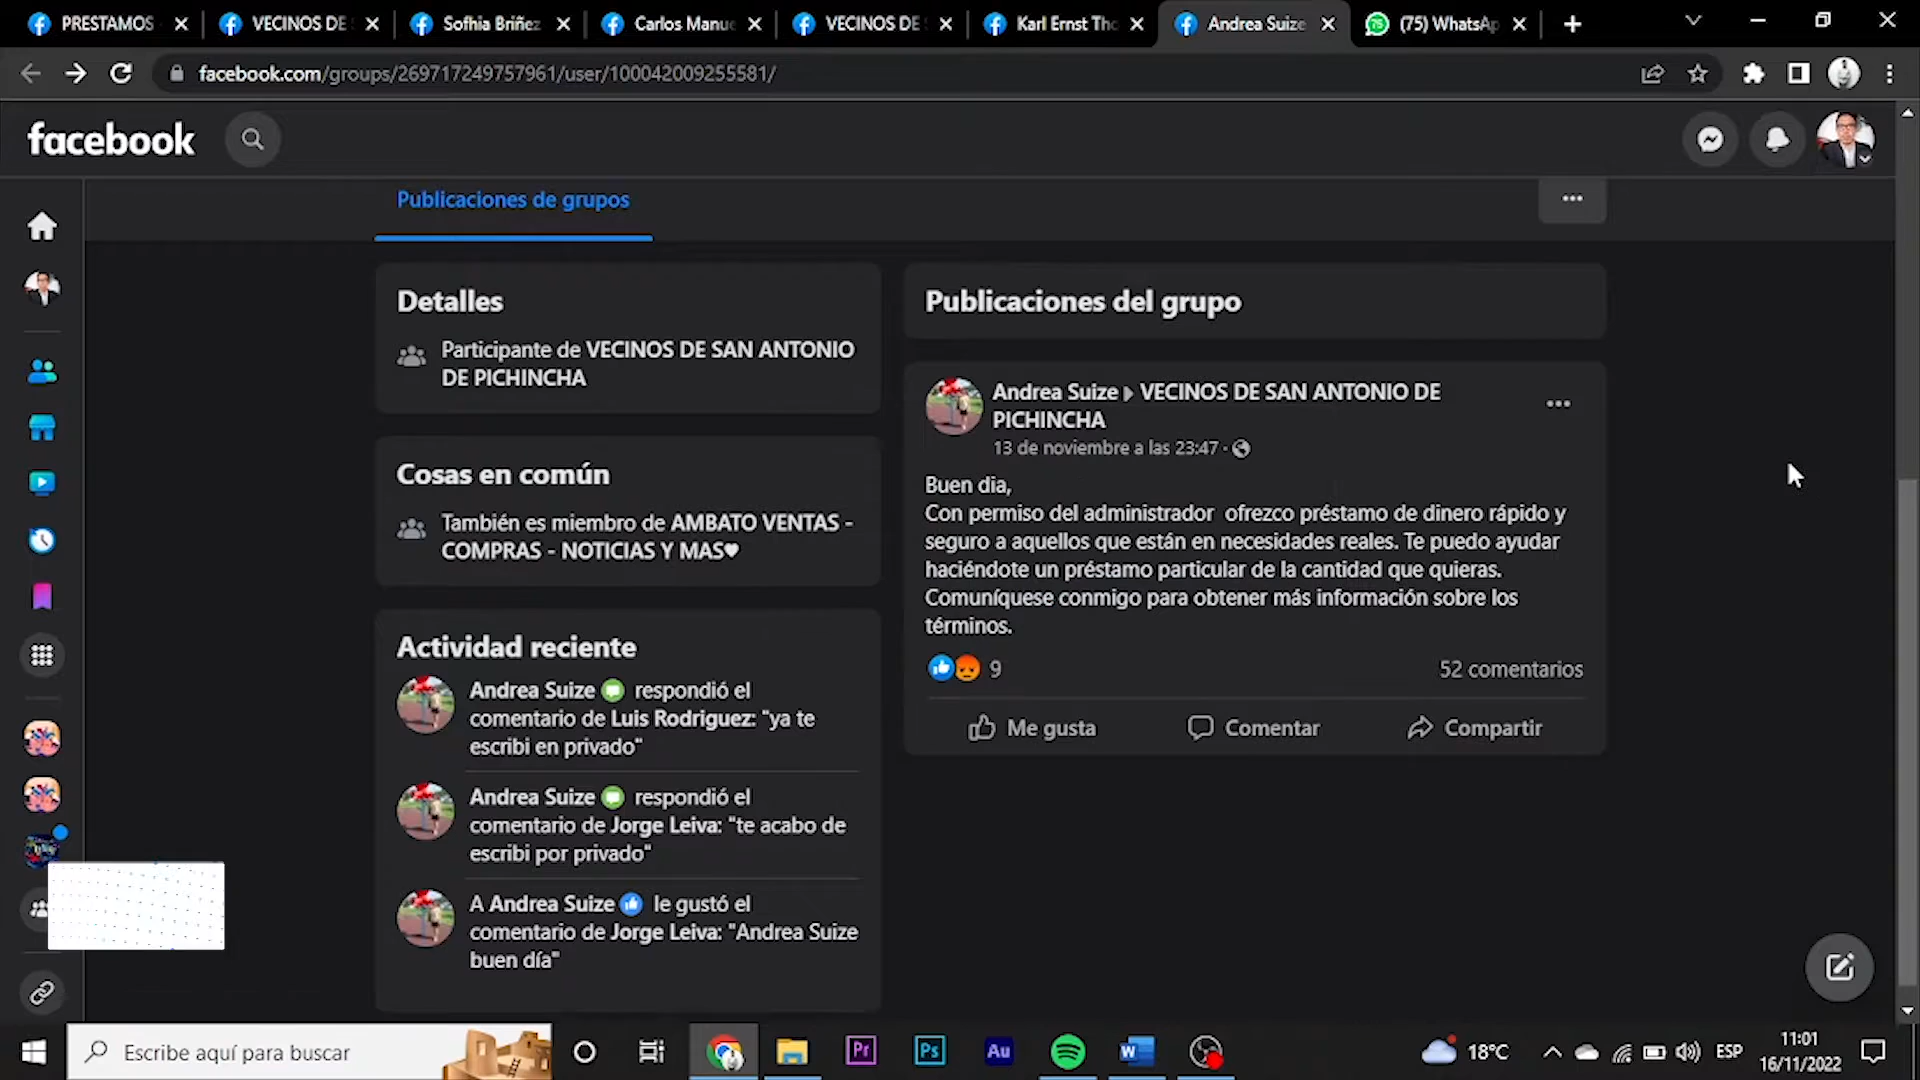 PRESTAMOS
VECINOS DE
Sofhia Briñez
Carlos Manue
VECINOS DE
Karl Ernst Tho
Andrea Suize
(75) WhatsAp
facebook.com/groups/269717249757961/user/100042009255581/
facebook
Publicaciones de grupos
Detalles
Participante de VECINOS DE SAN ANTONIO
DE PICHINCHA
Cosas en común
También es miembro de AMBATO VENTAS -
COMPRAS - NOTICIAS Y MAS♥
Actividad reciente
Andrea Suize respondió el
comentario de Luis Rodriguez: "ya te
escribi en privado"
Andrea Suize respondió el
comentario de Jorge Leiva: "te acabo de
escribi por privado"
A Andrea Suize le gustó el
comentario de Jorge Leiva: "Andrea Suize
buen día"
Publicaciones del grupo
Andrea Suize VECINOS DE SAN ANTONIO DE
PICHINCHA
13 de noviembre a las 23:47 ·
Buen dia,
Con permiso del administrador ofrezco préstamo de dinero rápido y
seguro a aquellos que están en necesidades reales. Te puedo ayudar
haciéndote un préstamo particular de la cantidad que quieras.
Comuníquese conmigo para obtener más información sobre los
términos.
9
52 comentarios
Me gusta
Comentar
Compartir
Escribe aquí para buscar
Pr
Ps
Au
W
18°C
ESP
11:01
16/11/2022